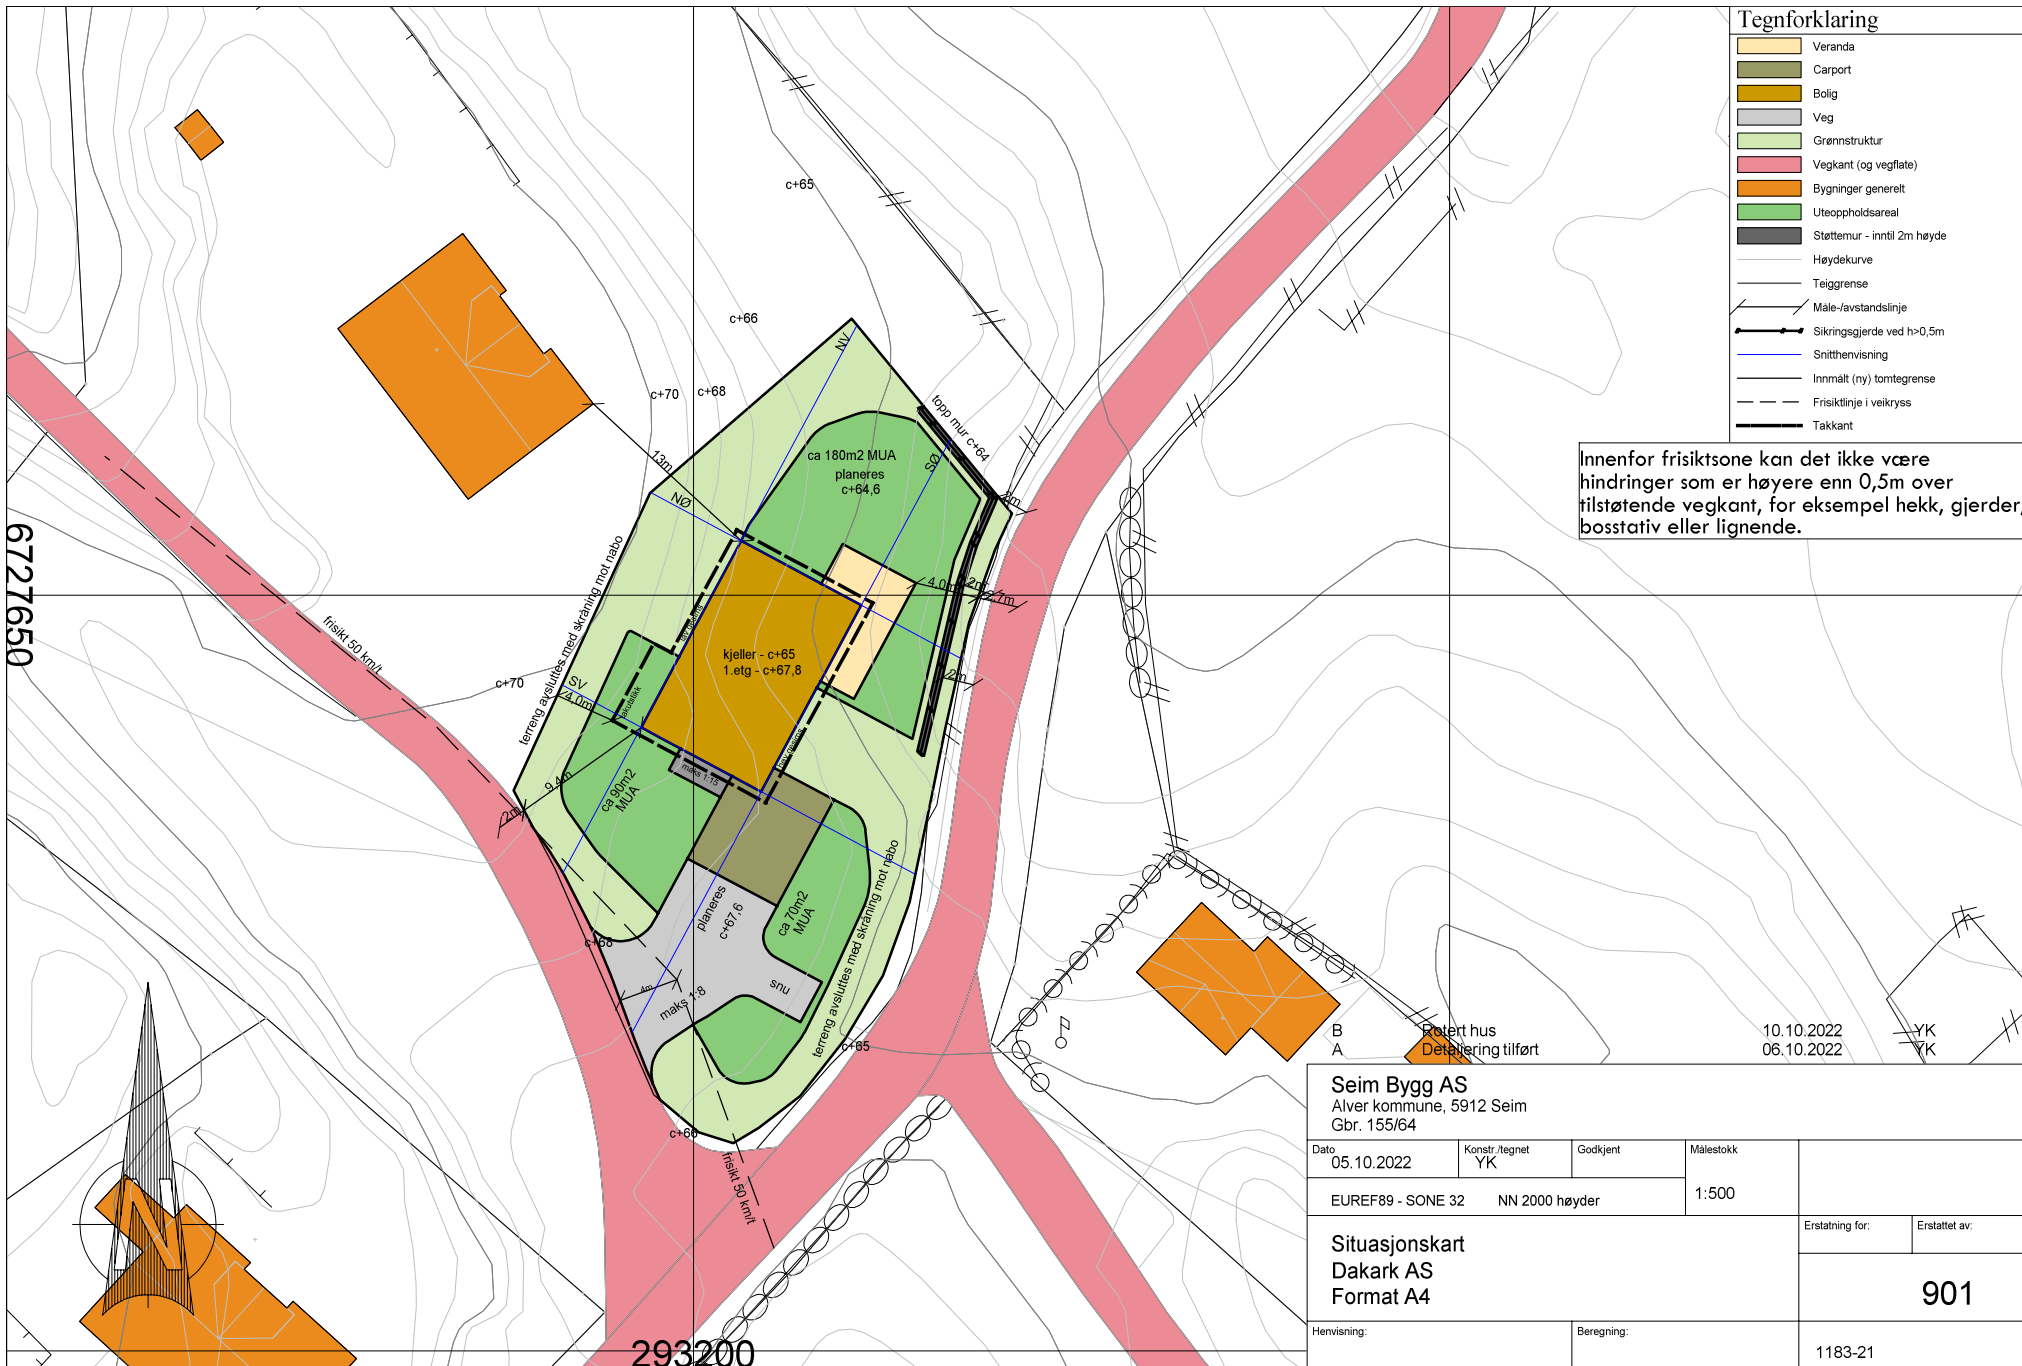 Tegnforklaring
Veranda
Carport
Bolig
Veg
Grønnstruktur
Vegkant (og vegflate)
Bygninger generelt
Uteoppholdsareal
Støttemur - inntil 2m høyde
Høydekurve
Teiggrense
Måle-/avstandslinje
Sikringsgjerde ved h>0,5m
Snitthenvisning
Innmålt (ny) tomtegrense
Frisiktlinje i veikryss
Takkant
Innenfor frisiktsone kan det ikke være
hindringer som er høyere enn 0,5m over
tilstøtende vegkant, for eksempel hekk, gjerder,
bosstativ eller lignende.
c+65
c+66
c+68
c+70
NV
topp mur c+64
ca 180m2 MUA
planeres
c+64,6
SØ
13m
NØ
2m
6727650
terreng avsluttes med skråning mot nabo
frisikt 50 km/t
4,0m
2m
2,7m
kjeller - c+65
1.etg - c+67,8
c+70
SV
4,0m
2m
maks 1:15
9,4m
ca 90m2
MUA
2m
planeres
c+67,6
ca 70m2
MUA
terreng avsluttes med skråning mot nabo
c+68
4m
maks 1:8
snu
c+65
c+66
frisikt 50 km/t
N
293200
B Rotert hus 10.10.2022 YK
A Detaljering tilført 06.10.2022 YK
Seim Bygg AS
Alver kommune, 5912 Seim
Gbr. 155/64
Dato
05.10.2022
Konstr./tegnet
YK
Godkjent
Målestokk
1:500
EUREF89 - SONE 32 NN 2000 høyder
Situasjonskart
Dakark AS
Format A4
Erstatning for:
Erstattet av:
901
Henvisning:
Beregning:
1183-21